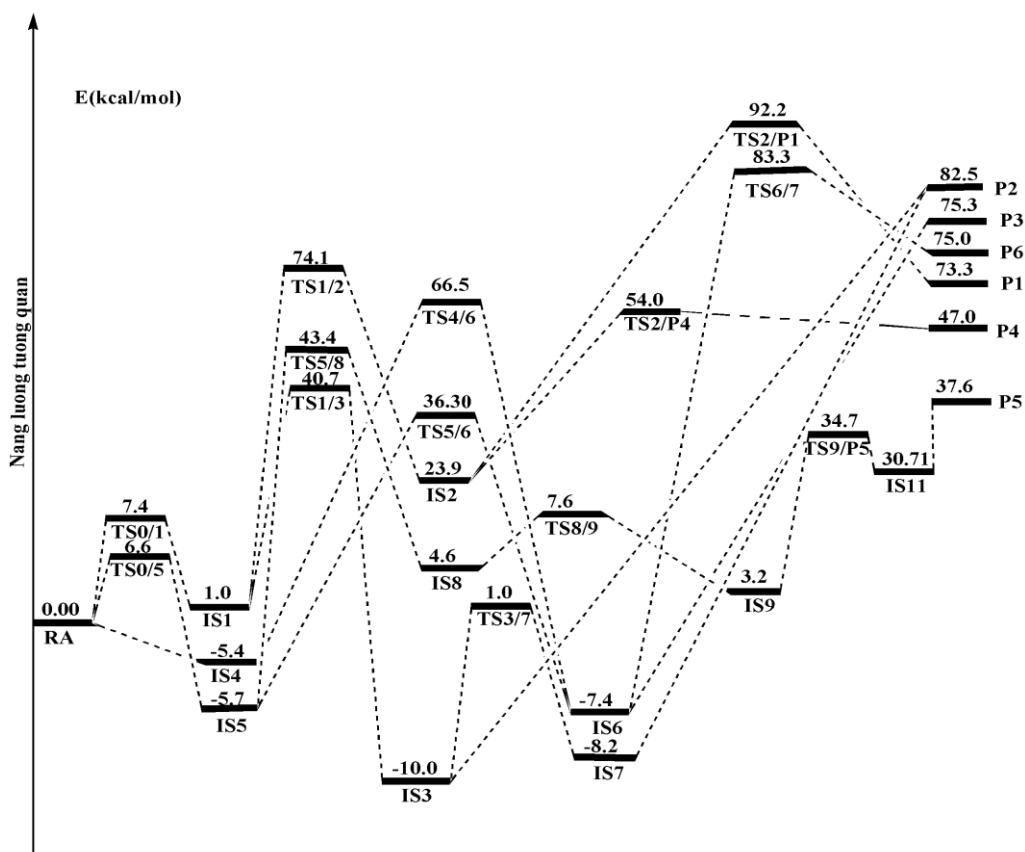 E(kcal/mol)
Nang luong tuong quan
92.2
TS2/P1
83.3
TS6/7
82.5
P2
75.3
P3
75.0
P6
73.3
P1
74.1
TS1/2
66.5
TS4/6
54.0
TS2/P4
47.0
P4
43.4
TS5/8
40.7
TS1/3
37.6
P5
36.30
TS5/6
34.7
TS9/P5
30.71
IS11
23.9
IS2
7.4
TS0/1
6.6
TS0/5
7.6
TS8/9
4.6
IS8
3.2
IS9
1.0
IS1
1.0
TS3/7
0.00
RA
-5.4
IS4
-5.7
IS5
-7.4
IS6
-8.2
IS7
-10.0
IS3